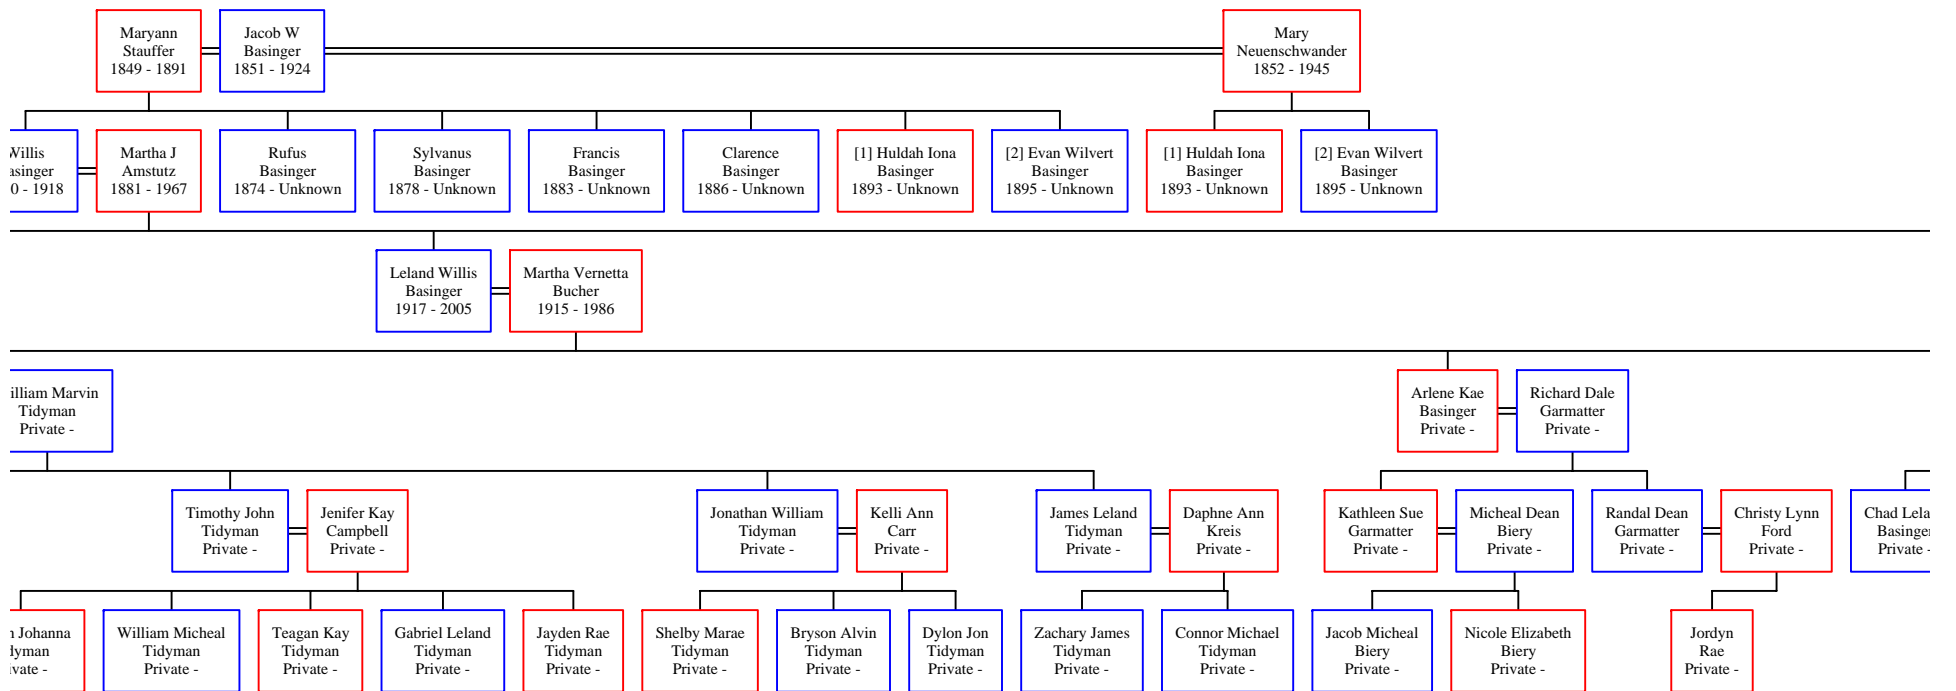 Maryann
Stauffer
1849 - 1891
Jacob W
Basinger
1851 - 1924
Mary
Neuenschwander
1852 - 1945
1918
Martha J
Amstutz
1881 - 1967
Rufus
Basinger
1874 - Unknown
Sylvanus
Basinger
1878 - Unknown
Francis
Basinger
1883 - Unknown
Clarence
Basinger
1886 - Unknown
[1] Huldah Iona
Basinger
1893 - Unknown
[2] Evan Wilvert
Basinger
1895 - Unknown
[1] Huldah Iona
Basinger
1893 - Unknown
[2] Evan Wilvert
Basinger
1895 - Unknown
Leland Willis
Basinger
1917 - 2005
Martha Vernetta
Bucher
1915 - 1986
Marvin
Tidyman
Private -
Arlene Kae
Basinger
Private -
Richard Dale
Garmatter
Private -
Timothy John
Tidyman
Private -
Jenifer Kay
Campbell
Private -
Jonathan William
Tidyman
Private -
Kelli Ann
Carr
Private -
James Leland
Tidyman
Private -
Daphne Ann
Kreis
Private -
Kathleen Sue
Garmatter
Private -
Micheal Dean
Biery
Private -
Randal Dean
Garmatter
Private -
Christy Lynn
Ford
Private -
Chad
Basinger
Private -
Johanna
William Micheal
Tidyman
Private -
Teagan Kay
Tidyman
Private -
Gabriel Leland
Tidyman
Private -
Jayden Rae
Tidyman
Private -
Shelby Marae
Tidyman
Private -
Bryson Alvin
Tidyman
Private -
Dylon Jon
Tidyman
Private -
Zachary James
Tidyman
Private -
Connor Michael
Tidyman
Private -
Jacob Micheal
Biery
Private -
Nicole Elizabeth
Biery
Private -
Jordyn
Rae
Private -